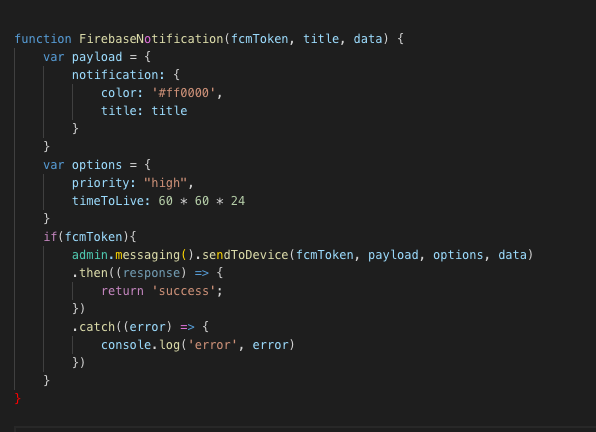 function FirebaseNotification(fcmToken, title, data) {
    var payload = {
        notification: {
            color: '#ff0000',
            title: title
        }
    }
    var options = {
        priority: "high",
        timeToLive: 60 * 60 * 24
    }
    if(fcmToken){
        admin.messaging().sendToDevice(fcmToken, payload, options, data)
        .then((response) => {
            return 'success';
        })
        .catch((error) => {
            console.log('error', error)
        })
    }
}